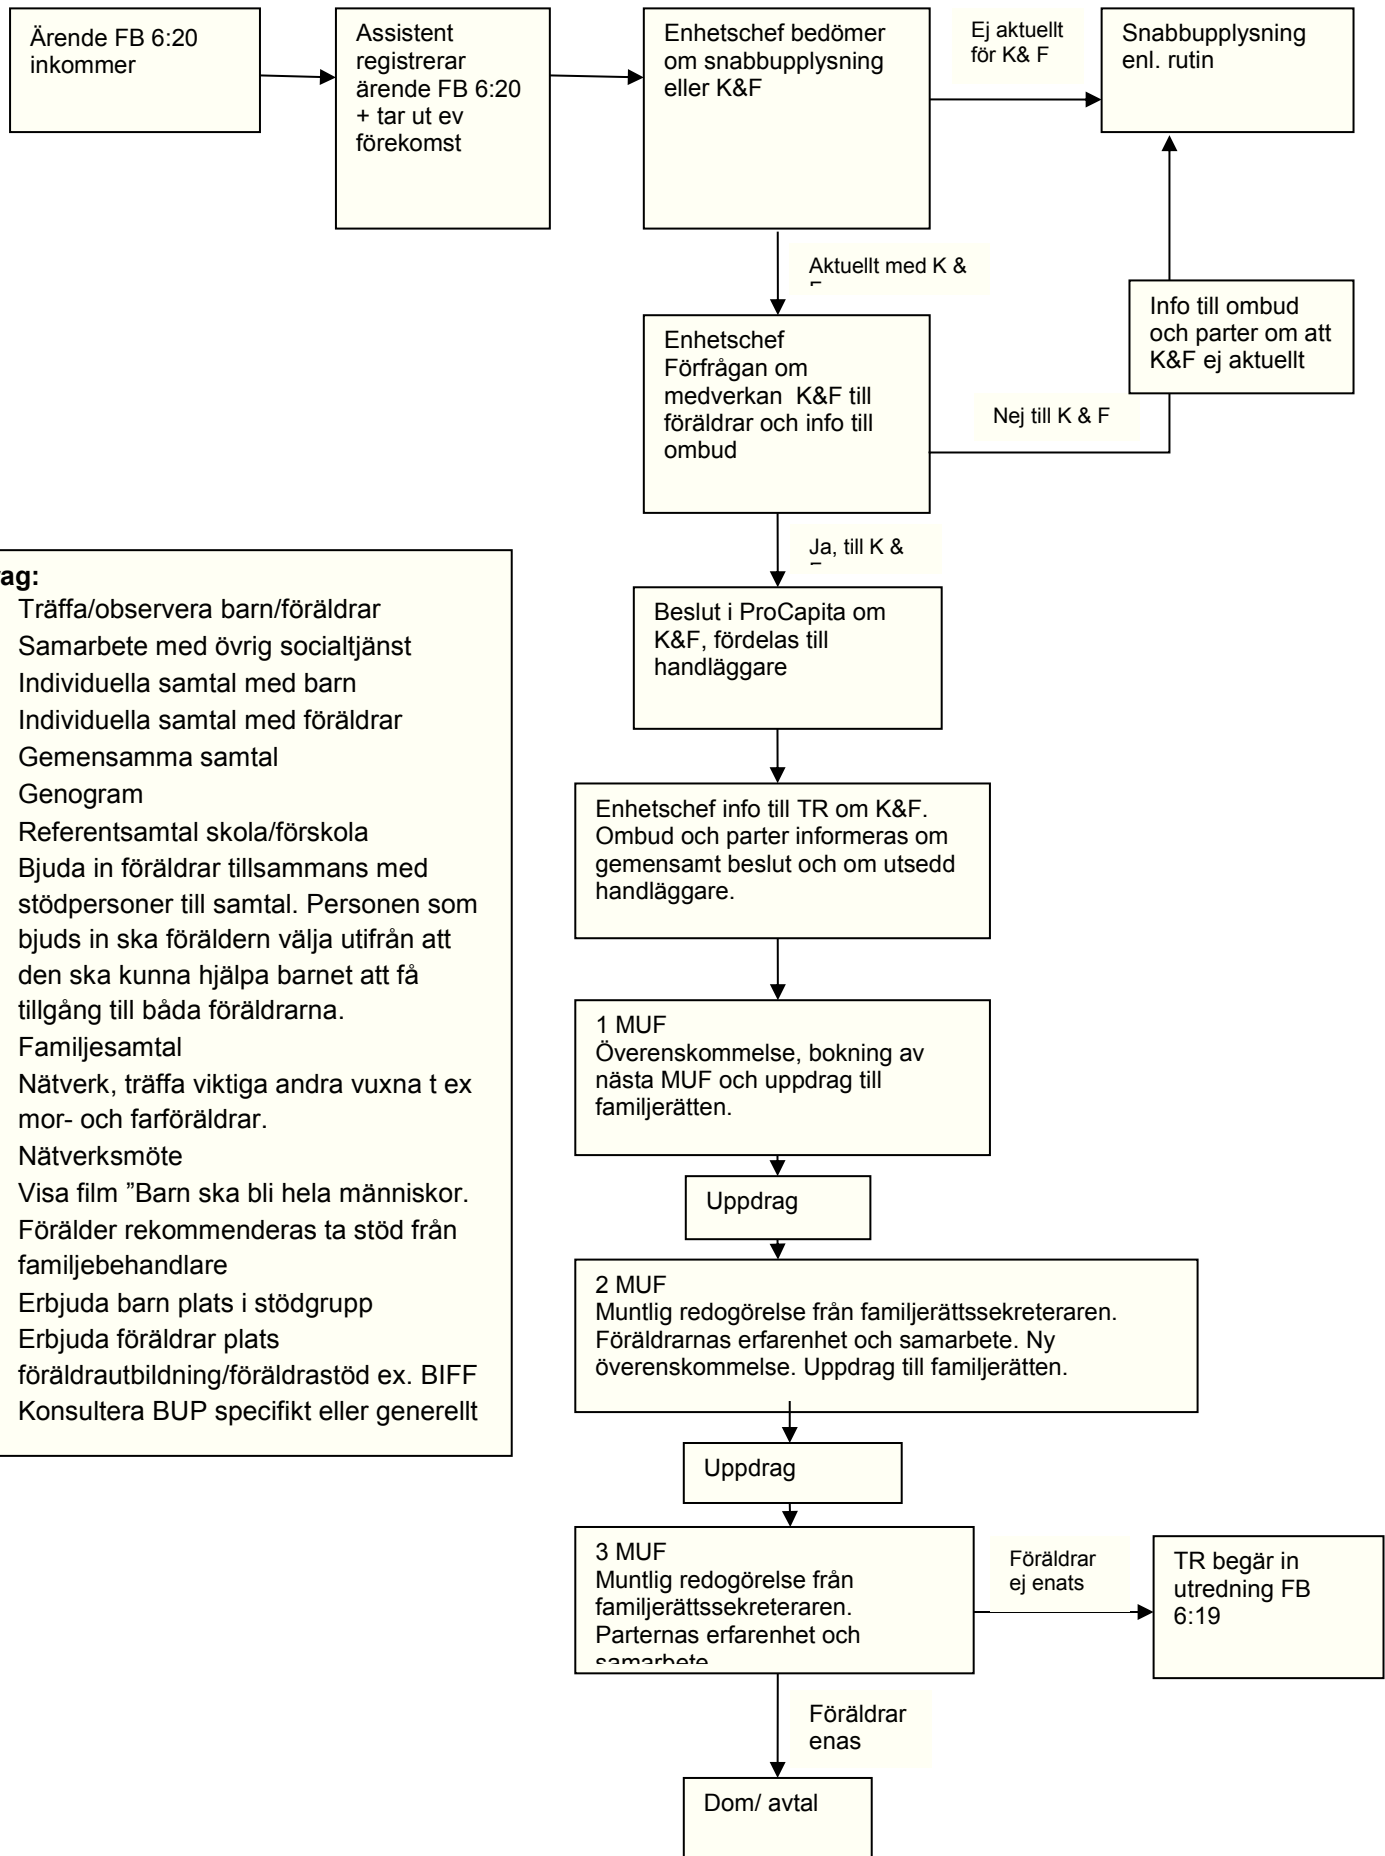 Ärende FB 6:20
inkommer
Assistent
registrerar
ärende FB 6:20
+ tar ut ev
förekomst
Enhetschef bedömer
om snabbupplysning
eller K&F
Ej aktuellt
för K& F
Snabbupplysning
enl. rutin
Aktuellt med K &
Info till ombud
och parter om att
K&F ej aktuellt
Enhetschef
Förfrågan om
medverkan  K&F till
föräldrar och info till
ombud
Nej till K & F
Ja, till K &
Beslut i ProCapita om
K&F, fördelas till
handläggare
Enhetschef info till TR om K&F.
Ombud och parter informeras om
gemensamt beslut och om utsedd
handläggare.
1 MUF
Överenskommelse, bokning av
nästa MUF och uppdrag till
familjerätten.
Uppdrag
2 MUF
Muntlig redogörelse från familjerättssekreteraren.
Föräldrarnas erfarenhet och samarbete. Ny
överenskommelse. Uppdrag till familjerätten.
Uppdrag
3 MUF
Muntlig redogörelse från
familjerättssekreteraren.
Parternas erfarenhet och
samarbete
Föräldrar
ej enats
TR begär in
utredning FB
6:19
Föräldrar
enas
Dom/ avtal
ag:
Träffa/observera barn/föräldrar
Samarbete med övrig socialtjänst
Individuella samtal med barn
Individuella samtal med föräldrar
Gemensamma samtal
Genogram
Referentsamtal skola/förskola
Bjuda in föräldrar tillsammans med
stödpersoner till samtal. Personen som
bjuds in ska föräldern välja utifrån att
den ska kunna hjälpa barnet att få
tillgång till båda föräldrarna.
Familjesamtal
Nätverk, träffa viktiga andra vuxna t ex
mor- och farföräldrar.
Nätverksmöte
Visa film ”Barn ska bli hela människor.
Förälder rekommenderas ta stöd från
familjebehandlare
Erbjuda barn plats i stödgrupp
Erbjuda föräldrar plats
föräldrautbildning/föräldrastöd ex. BIFF
Konsultera BUP specifikt eller generellt